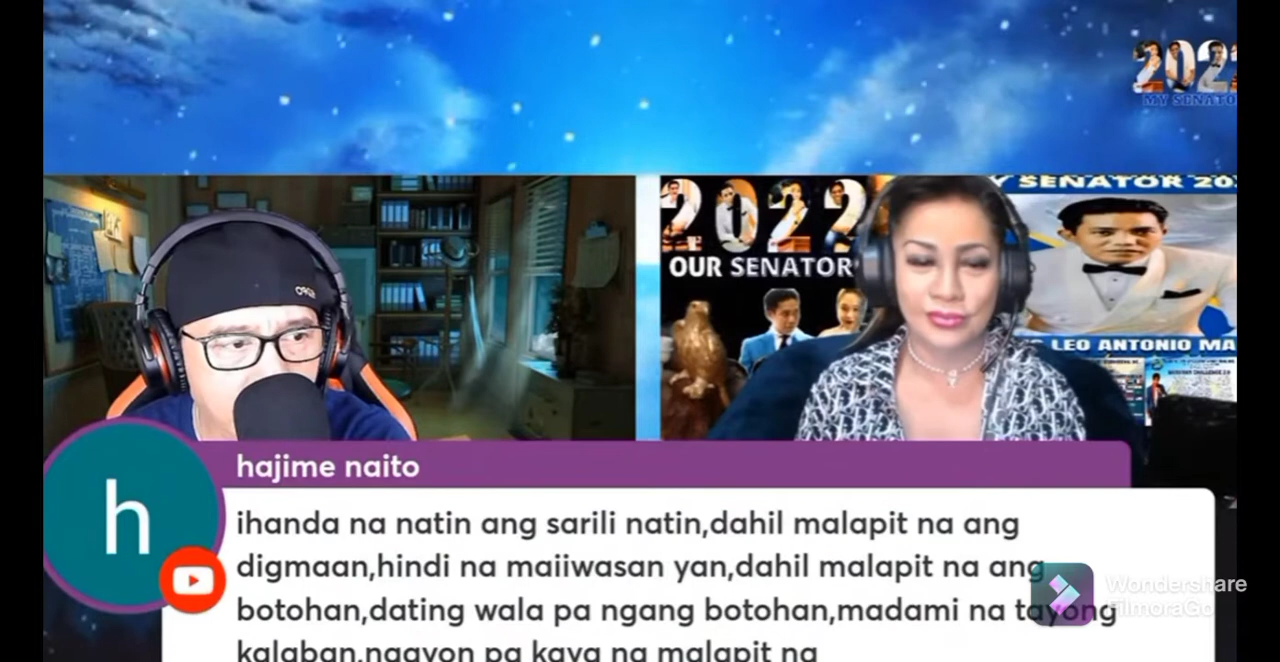 202
MY SENATO
2022
OUR SENATOR
Y SENATOR 20
LEO ANTONIO MA
h
hajime naito
ihanda na natin ang sarili natin,dahil malapit na ang
digmaan,hindi na maiiwasan yan,dahil malapit na ang
botohan,dating wala pa ngang botohan,madami na tayong
kalaban,ngayon pa kaya na malapit na
Wondershare
FilmoraGo